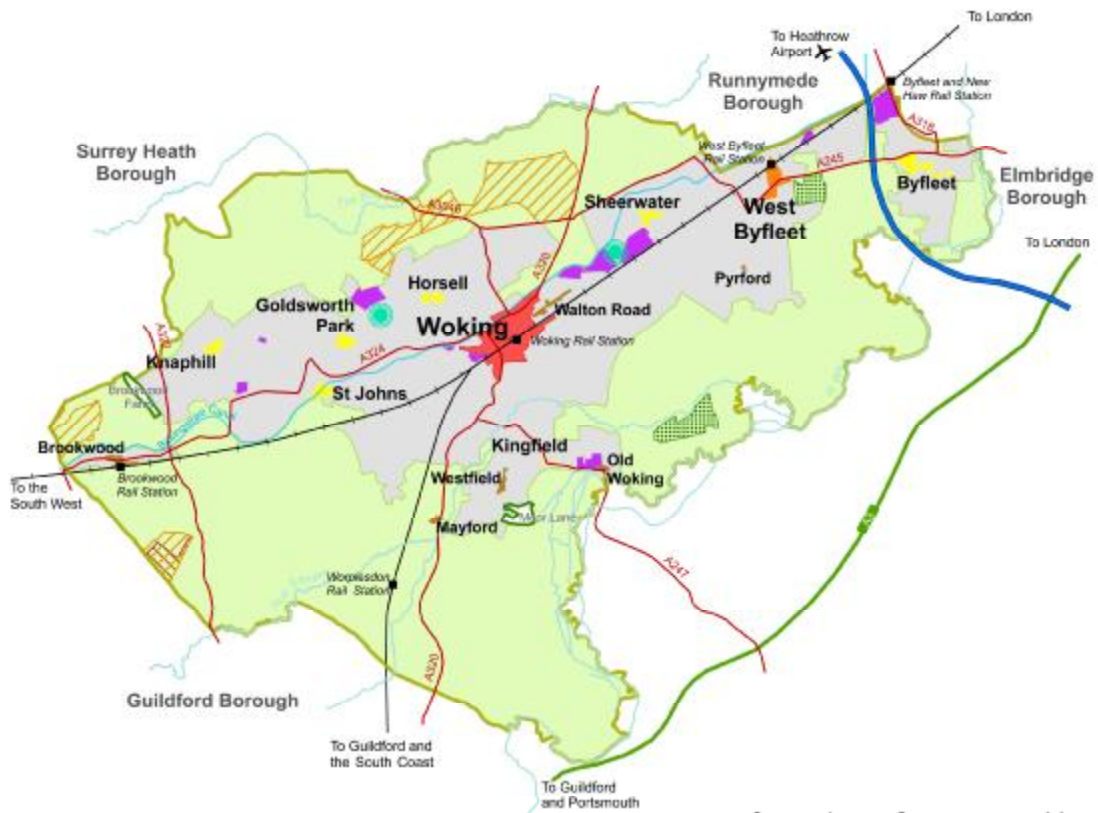 To London
To Heathrow
Airport
Runnymede
Borough
Byfleet and New
Haw Rail Station
A318
Surrey Heath
Borough
West Byfleet
Rail Station
A245
Elmbridge
Borough
Byfleet
Sheerwater
West
Byfleet
To London
A320
Horsell
Pyrford
Goldsworth
Park
Walton Road
Woking
Woking Rail Station
A324
Knaphill
St Johns
Brookwood
Brookwood
Rail Station
To the
South West
Kingfield
Old
Woking
Westfield
Moor Lane
Mayford
A3
Worplesdon
Rail Station
A247
A320
Guildford Borough
To Guildford and
the South Coast
To Guildford
and Portsmouth